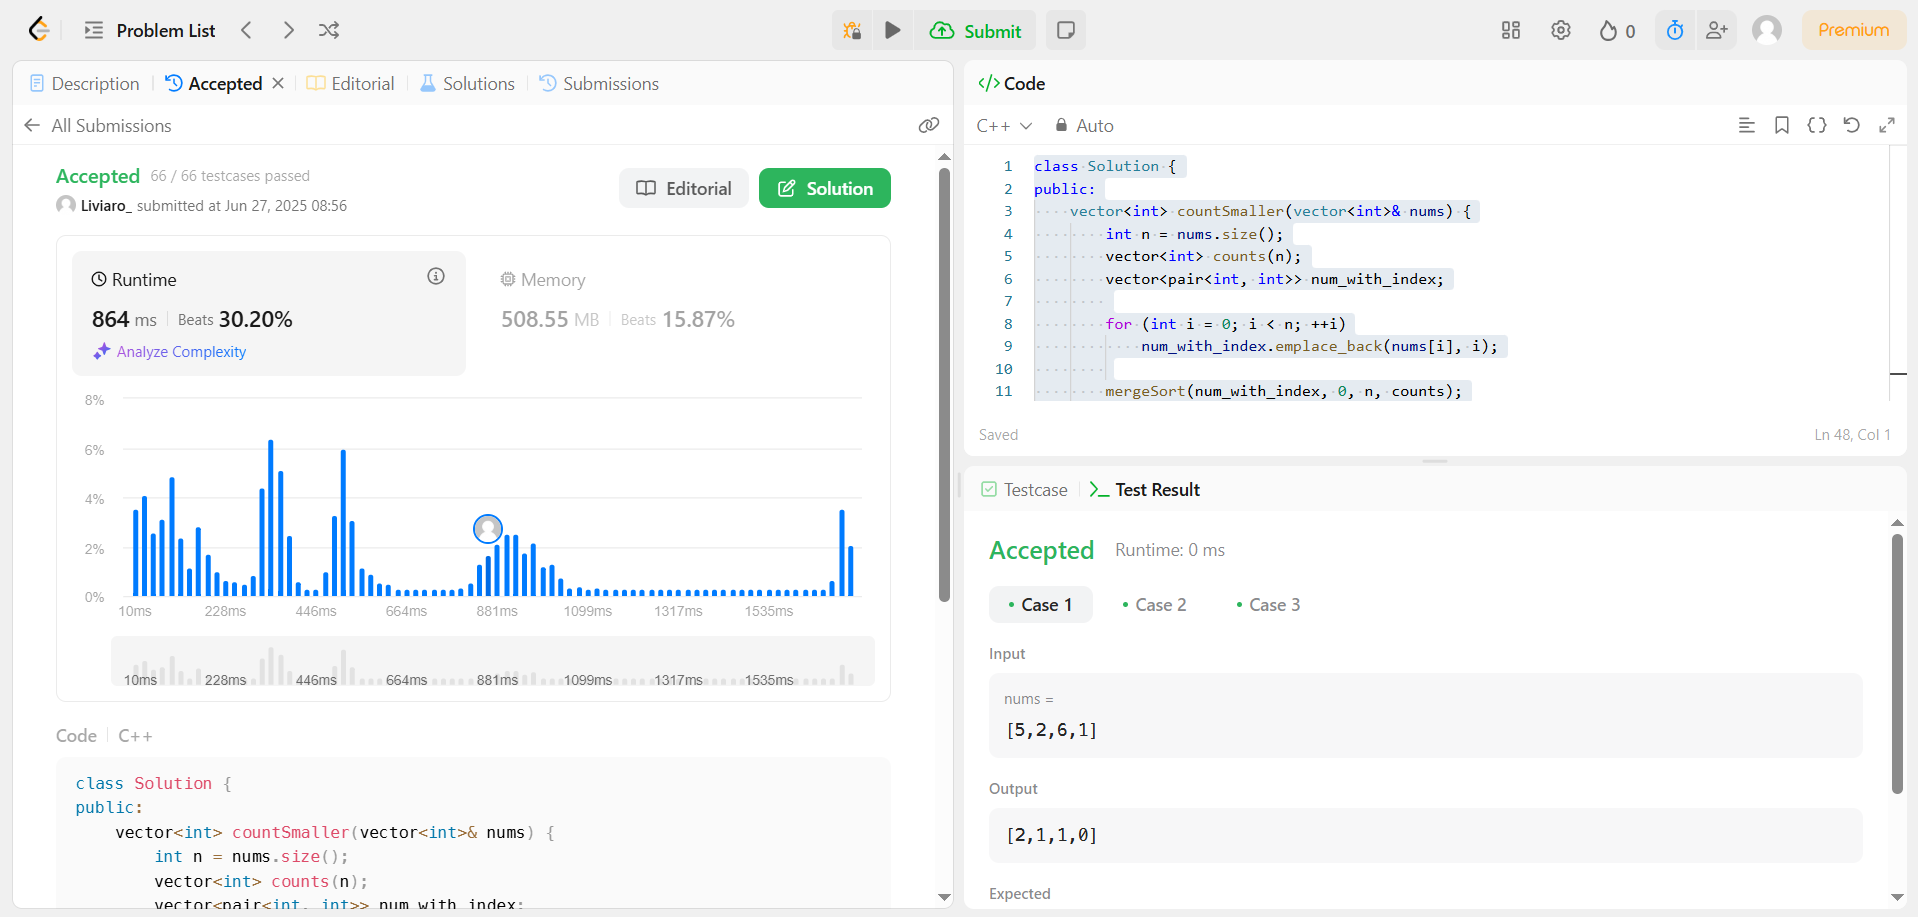 Problem List
Submit
0
Premium
Description
Accepted
Editorial
Solutions
Submissions
All Submissions
Accepted 66 / 66 testcases passed
Liviaro_ submitted at Jun 27, 2025 08:56
Editorial
Solution
Runtime
864 ms Beats 30.20%
Analyze Complexity
Memory
508.55 MB Beats 15.87%
8%
6%
4%
2%
0%
10ms 228ms 446ms 664ms 881ms 1099ms 1317ms 1535ms
10ms 228ms 446ms 664ms 881ms 1099ms 1317ms 1535ms
Code C++
class Solution {
public:
    vector<int> countSmaller(vector<int>& nums) {
        int n = nums.size();
        vector<int> counts(n);
        vector<pair<int, int>> num_with_index;
Code
C++ Auto
1 class Solution {
2 public:
3     vector<int> countSmaller(vector<int>& nums) {
4         int n = nums.size();
5         vector<int> counts(n);
6         vector<pair<int, int>> num_with_index;
7
8         for (int i = 0; i < n; ++i)
9             num_with_index.emplace_back(nums[i], i);
10
11         mergeSort(num_with_index, 0, n, counts);
Saved
Ln 48, Col 1
Testcase
Test Result
Accepted Runtime: 0 ms
Case 1
Case 2
Case 3
Input
nums =
[5,2,6,1]
Output
[2,1,1,0]
Expected